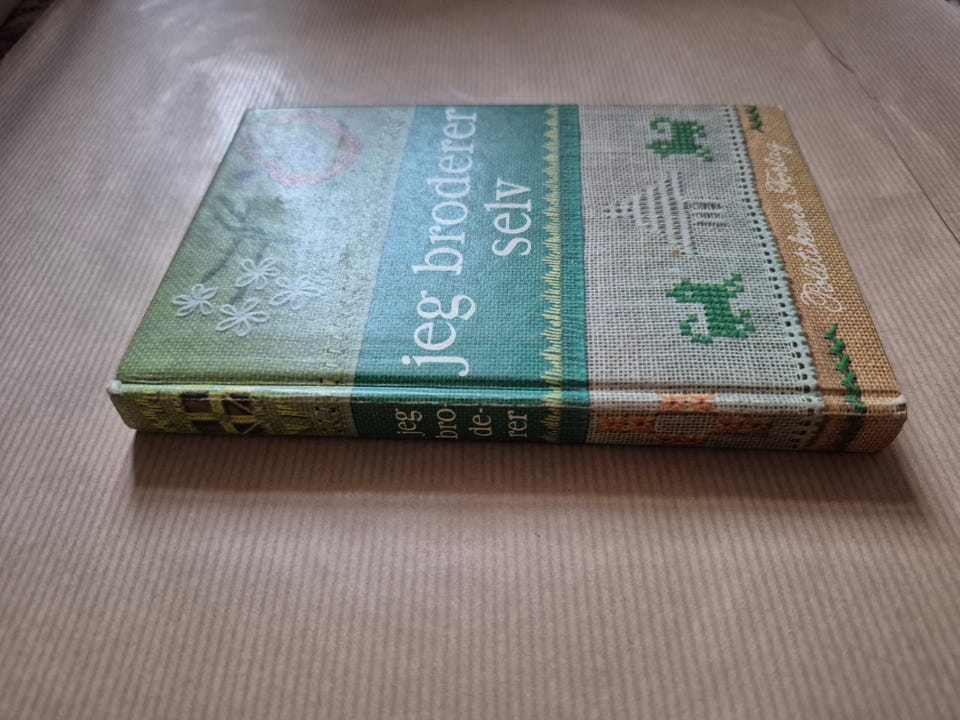 jeg broderer
selv
Politikens Forlag
jeg
bro-
de-
rer